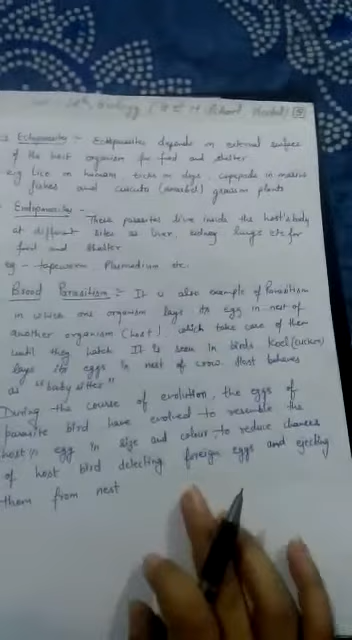 Ectoparasites :- Ectoparasites depends on external surface
of the host organism for food and shelter
e.g Lice on humans, ticks on dogs, copepods in marine
fishes and cuscuta (amarbel) grow on plants
Endoparasites :- These parasites live inside the host's body
at different sites as liver, kidney lungs etc for
food and shelter
eg - tapeworm Plasmodium etc.
Brood Parasitism :- It is also example of Parasitism
in which one organism lays its egg in nest of
another organism (host) which take care of them
until they hatch It is seen in birds Koel (cuckoo)
lays its eggs in nest of crow. Host behaves
as "baby sitter"
During the course of evolution, the eggs of
parasite bird have evolved to resemble the
host's egg in size and colour, to reduce chances
of host bird detecting foreign eggs and ejecting
them from nest